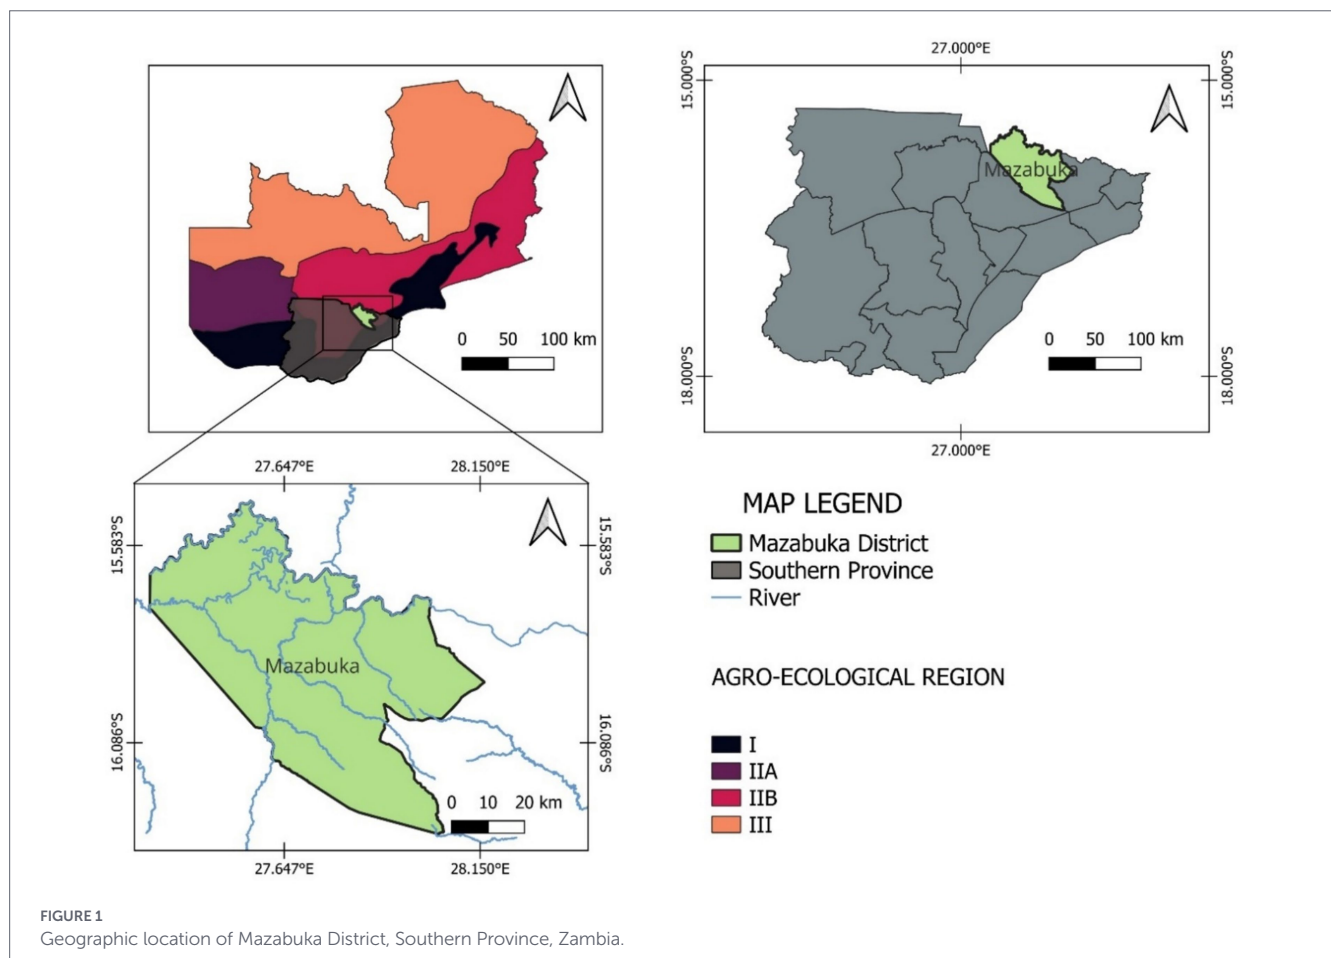 27.000°E
15.000°S
15.000°S
0 50 100 km
Mazabuka
0 50 100 km
18.000°S
18.000°S
27.000°E
27.647°E 28.150°E
15.583°S
15.583°S
Mazabuka
16.086°S
16.086°S
0 10 20 km
27.647°E 28.150°E
MAP LEGEND
Mazabuka District
Southern Province
River
AGRO-ECOLOGICAL REGION
I
IIA
IIB
III
FIGURE 1
Geographic location of Mazabuka District, Southern Province, Zambia.